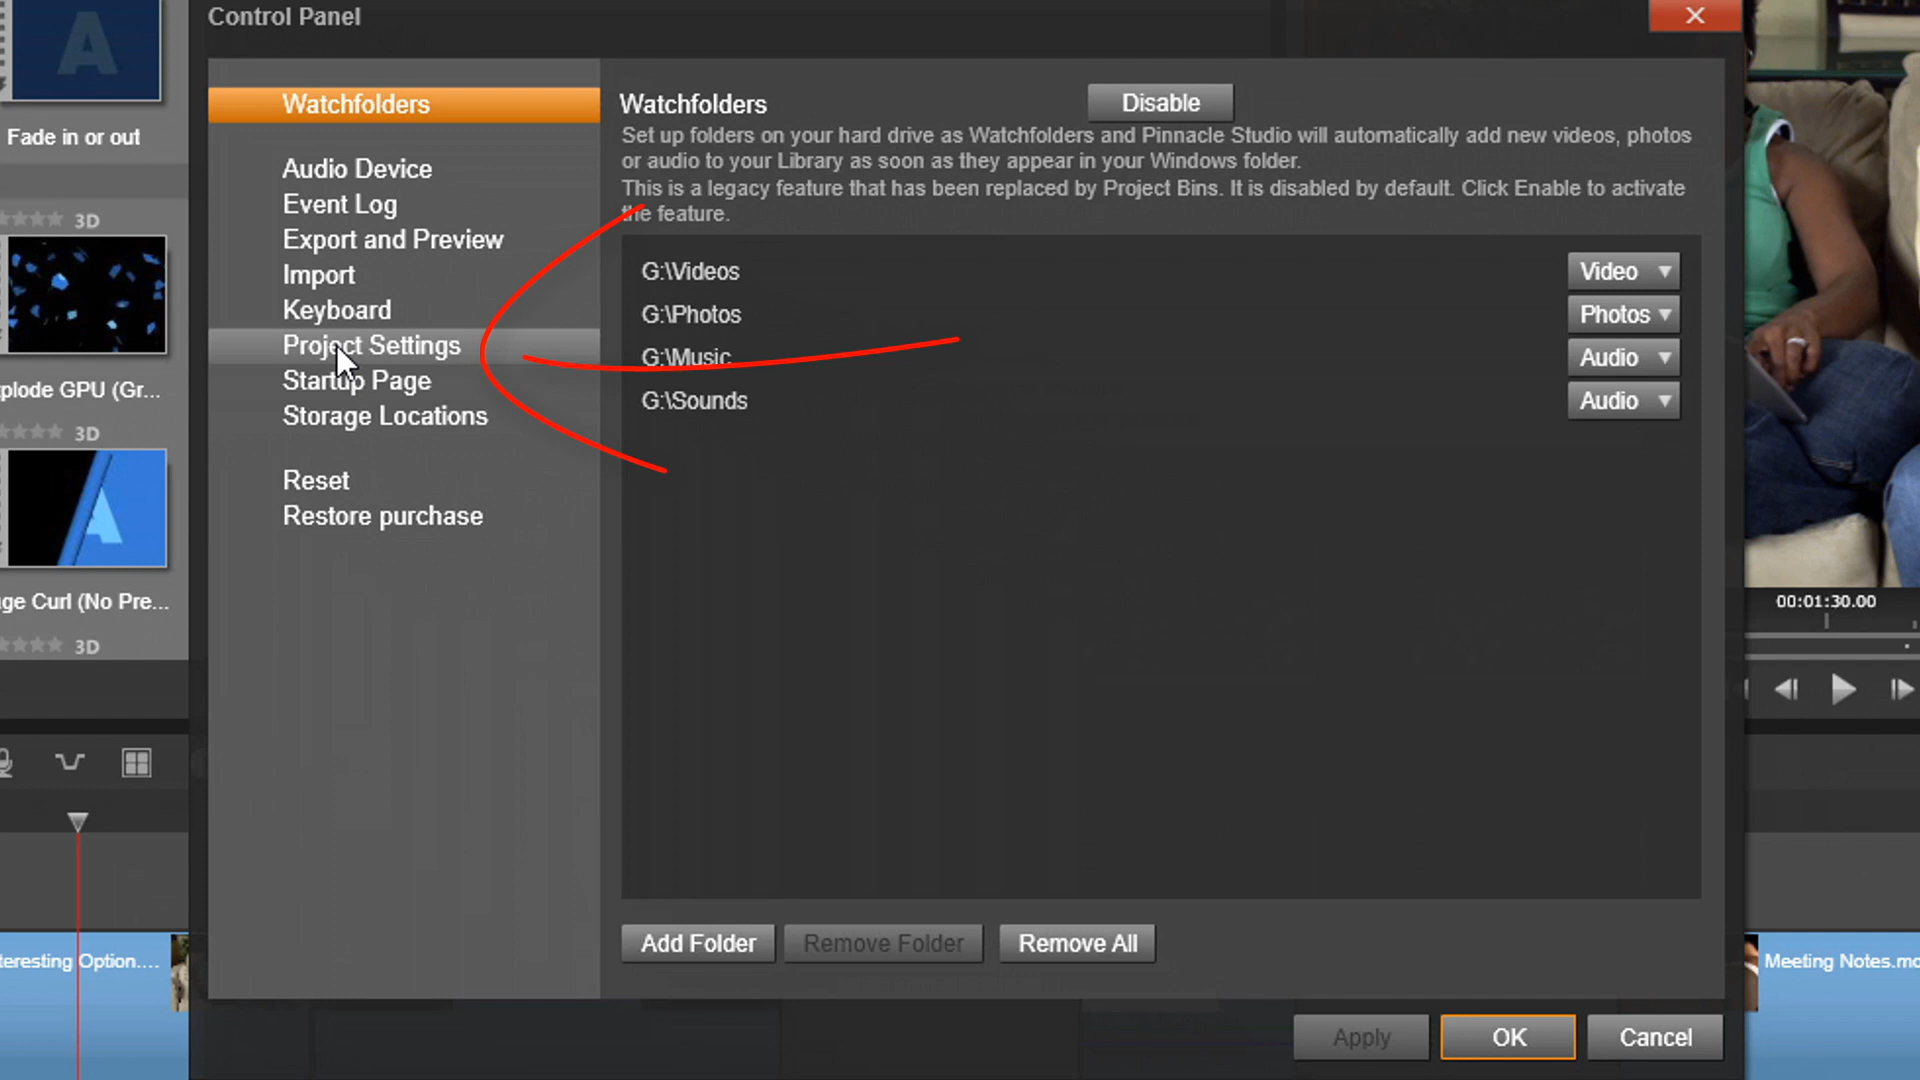 Control Panel
A
Fade in or out
3D
plode GPU (Gr...
3D
A
ge Curl (No Pre...
3D
Watchfolders
Audio Device
Event Log
Export and Preview
Import
Keyboard
Project Settings
Startup Page
Storage Locations
Reset
Restore purchase
Watchfolders
Disable
Set up folders on your hard drive as Watchfolders and Pinnacle Studio will automatically add new videos, photos
or audio to your Library as soon as they appear in your Windows folder.
This is a legacy feature that has been replaced by Project Bins. It is disabled by default. Click Enable to activate
the feature.
G:\Videos
Video
G:\Photos
Photos
G:\Music
Audio
G:\Sounds
Audio
Add Folder
Remove Folder
Remove All
00:01:30.00
teresting Option....
Meeting Notes.mo
Apply
OK
Cancel